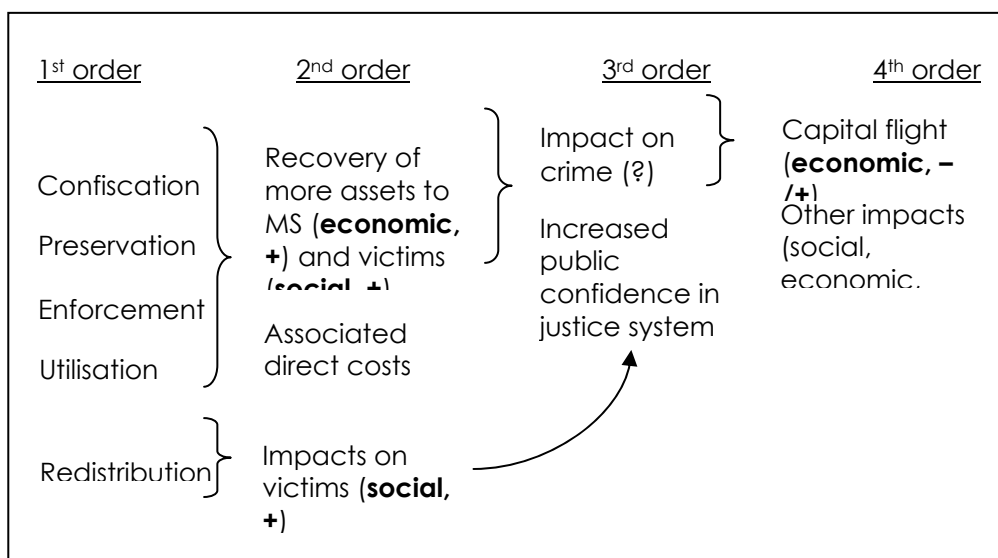 1st order
2nd order
3rd order
4th order
Confiscation
Preservation
Enforcement
Utilisation
Redistribution
Recovery of
more assets to
MS (economic,
+) and victims
(social, +)
Associated
direct costs
Impacts on
victims (social,
+)
Impact on
crime (?)
Increased
public
confidence in
justice system
Capital flight
(economic, –
/+)
Other impacts
(social,
economic,